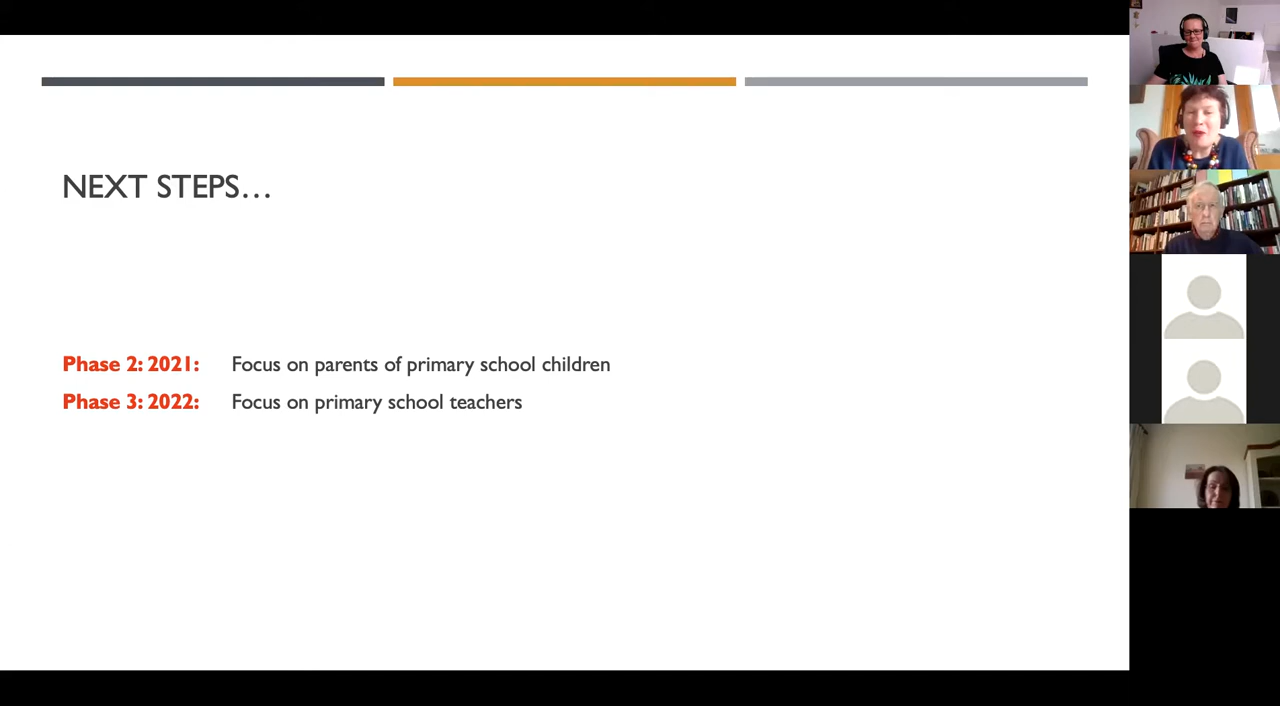 NEXT STEPS…
Phase 2: 2021: Focus on parents of primary school children
Phase 3: 2022: Focus on primary school teachers